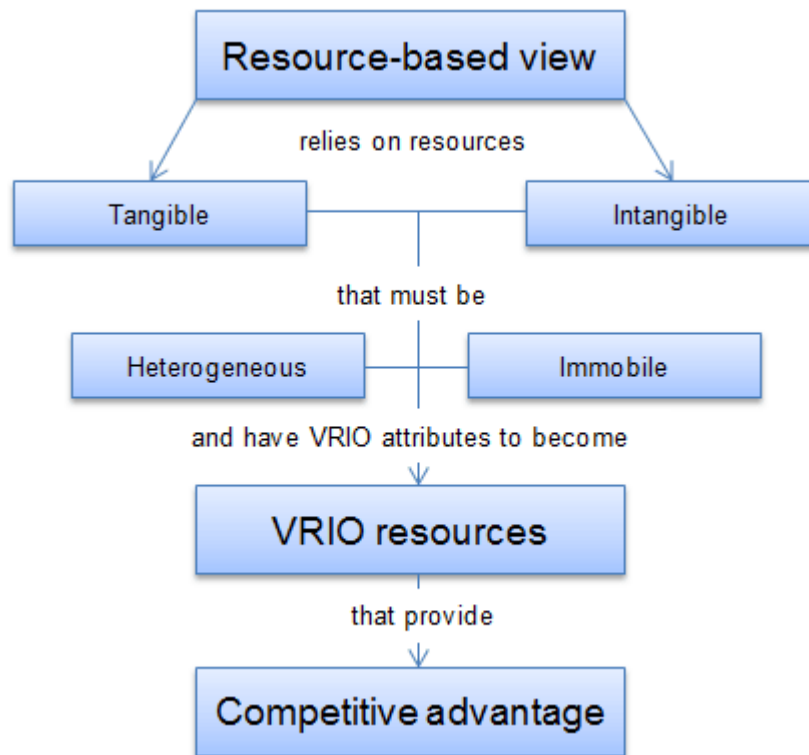 Resource-based view
relies on resources
Tangible
Intangible
that must be
Heterogeneous
Immobile
and have VRIO attributes to become
VRIO resources
that provide
Competitive advantage